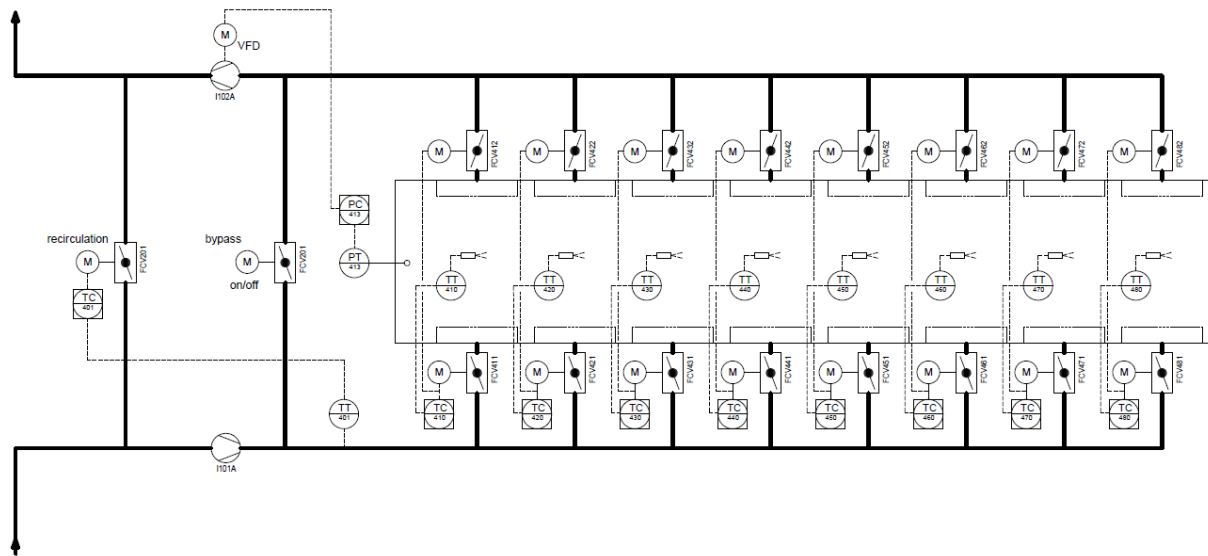 M
VFD
I102A
M
FCV412
M
FCV422
M
FCV432
M
FCV442
M
FCV452
M
FCV462
M
FCV472
M
FCV482
PC
413
recirculation
M
FCV201
bypass
M
FCV201
on/off
PT
413
TT
410
TT
420
TT
430
TT
440
TT
450
TT
460
TT
470
TT
480
TC
401
M
FCV411
M
FCV421
M
FCV431
M
FCV441
M
FCV451
M
FCV461
M
FCV471
M
FCV481
TT
401
TC
410
TC
420
TC
430
TC
440
TC
450
TC
460
TC
470
TC
480
I101A